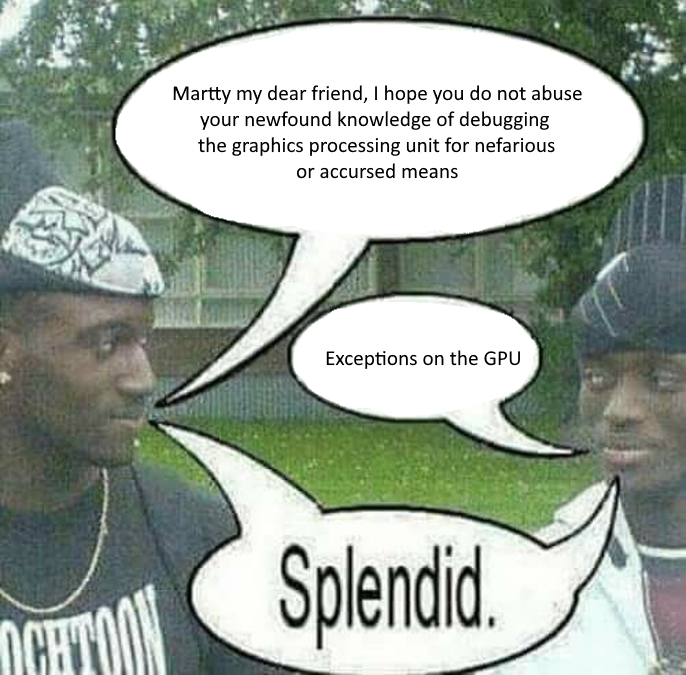 Martty my dear friend, I hope you do not abuse
your newfound knowledge of debugging
the graphics processing unit for nefarious
or accursed means
Exceptions on the GPU
Splendid.
OCHTOON